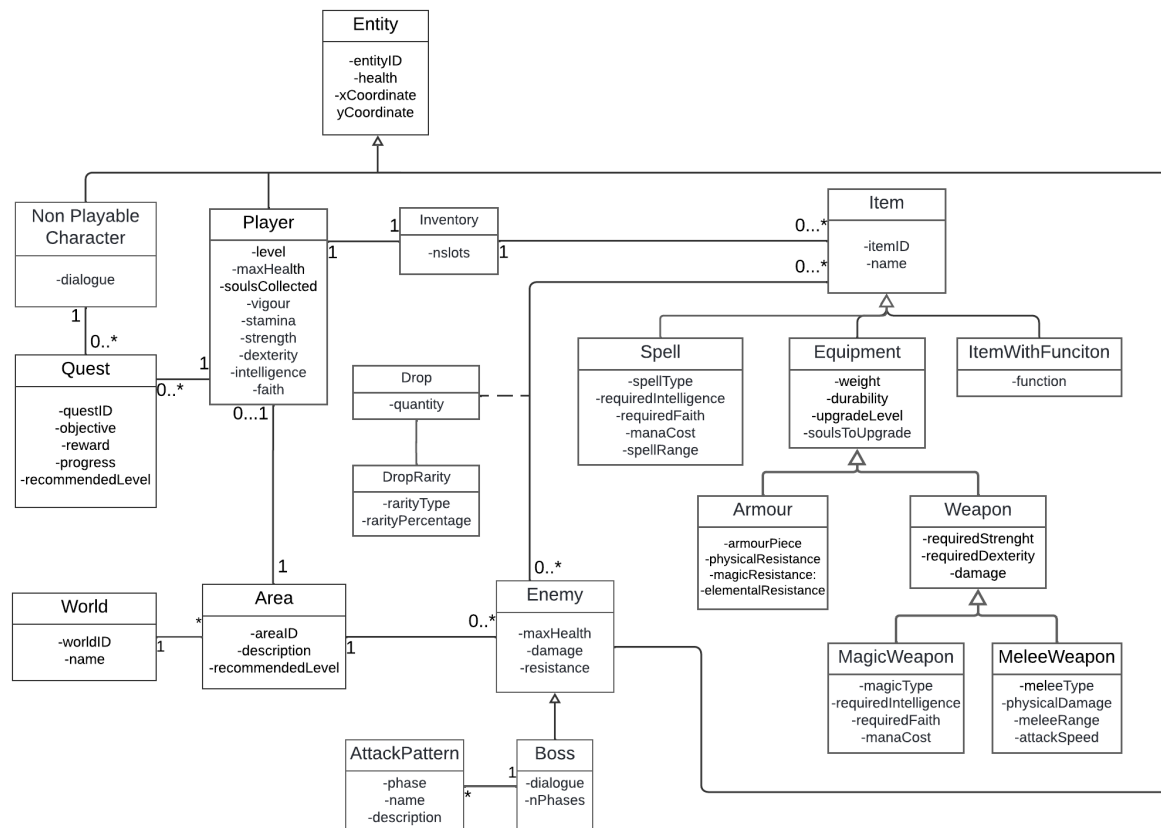 Entity
-entityID
-health
-xCoordinate
yCoordinate
Non Playable
Character
-dialogue
Player
-level
-maxHealth
-soulsCollected
-vigour
-stamina
-strength
-dexterity
-intelligence
-faith
1
1
Inventory
-nslots
1
0...*
0...*
Item
-itemID
-name
1
0..*
Quest
-questID
-objective
-reward
-progress
-recommendedLevel
0..*
1
0...1
Drop
-quantity
DropRarity
-rarityType
-rarityPercentage
Spell
-spellType
-requiredIntelligence
-requiredFaith
-manaCost
-spellRange
Equipment
-weight
-durability
-upgradeLevel
-soulsToUpgrade
ItemWithFunciton
-function
Armour
-armourPiece
-physicalResistance
-magicResistance:
-elementalResistance
Weapon
-requiredStrenght
-requiredDexterity
-damage
World
-worldID
-name
1
*
1
Area
-areaID
-description
-recommendedLevel
1
0..*
0..*
Enemy
-maxHealth
-damage
-resistance
MagicWeapon
-magicType
-requiredIntelligence
-requiredFaith
-manaCost
MeleeWeapon
-meleeType
-physicalDamage
-meleeRange
-attackSpeed
AttackPattern
-phase
-name
-description
*
1
Boss
-dialogue
-nPhases